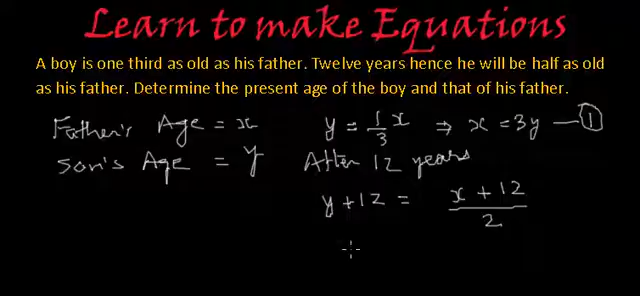 Learn to make Equations
A boy is one third as old as his father. Twelve years hence he will be half as old
as his father. Determine the present age of the boy and that of his father.
Father's Age = x
Son's Age = y
y = 1/3 x ⇒ x = 3y — ①
After 12 years
y + 12 = (x + 12)/2